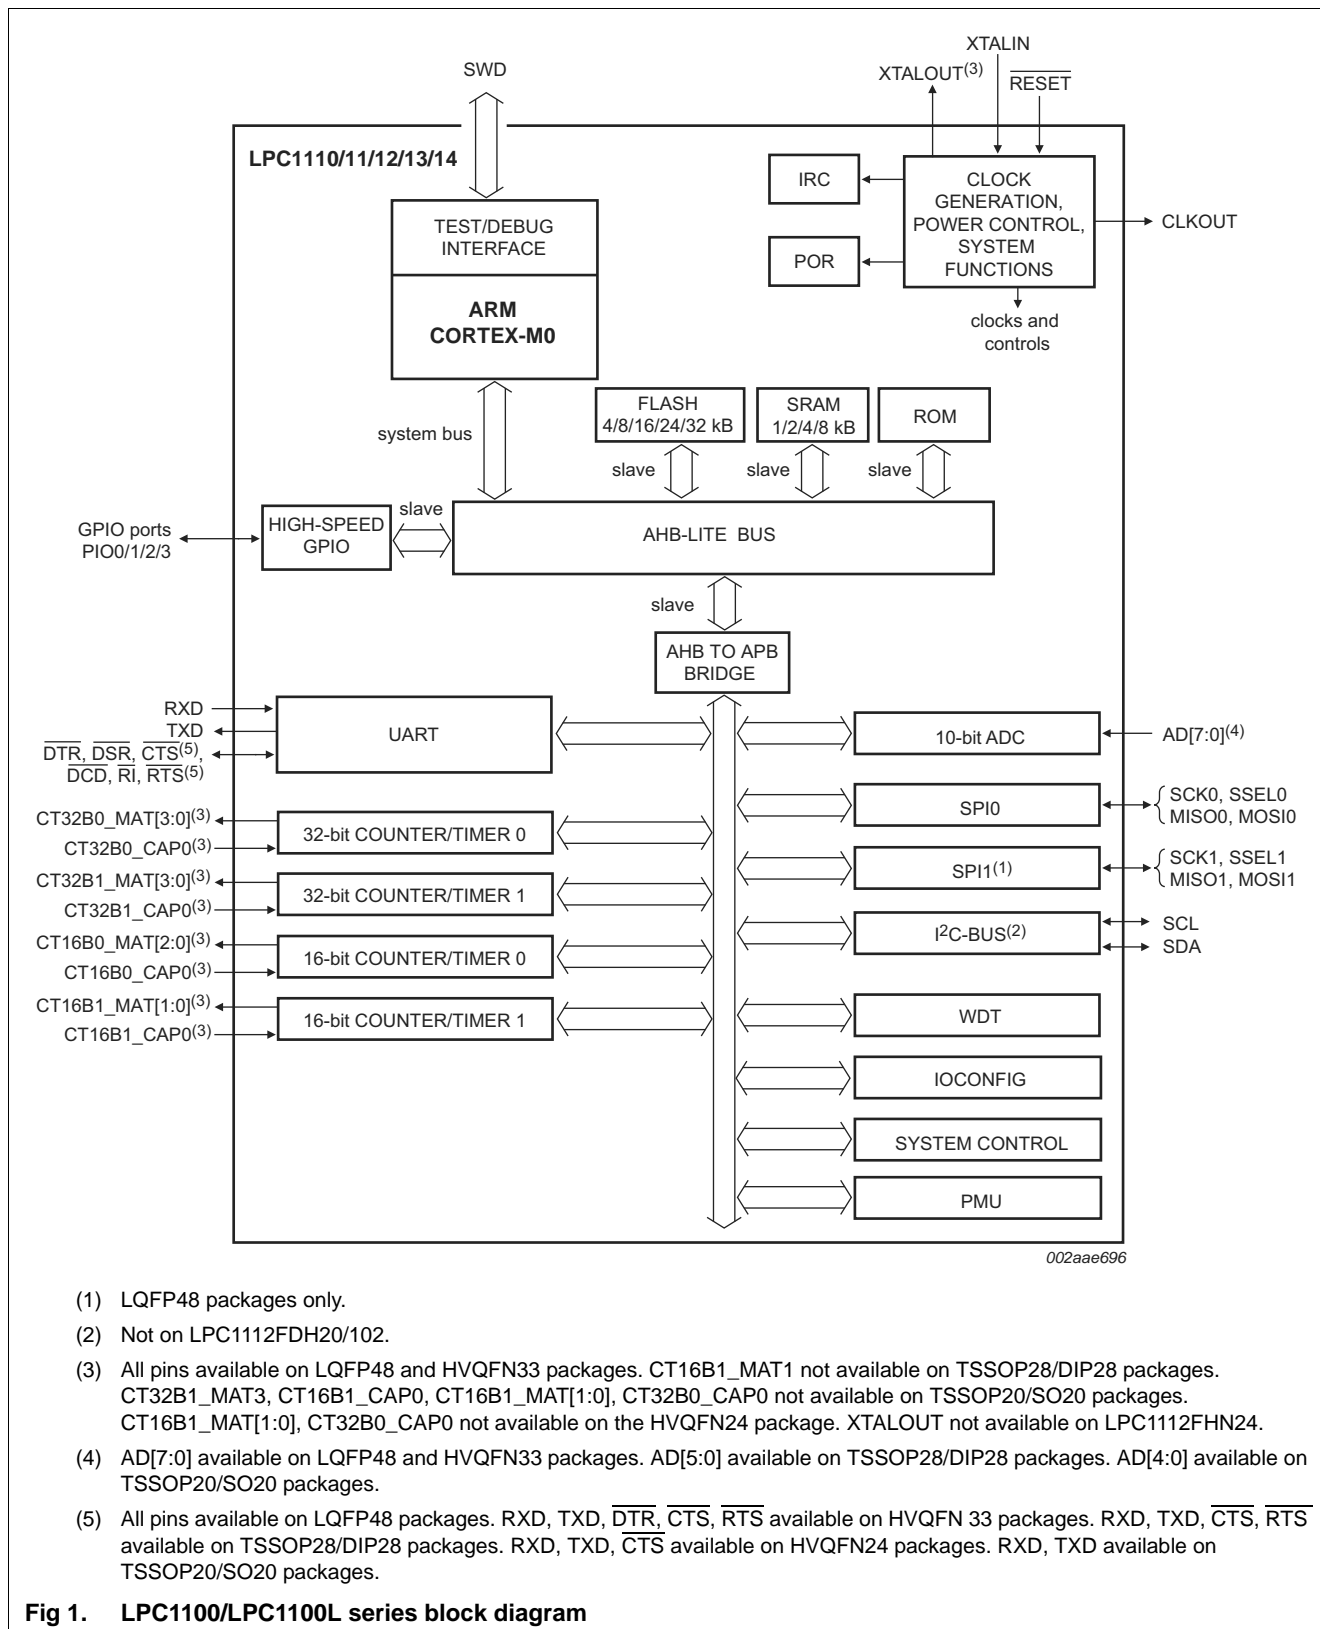 XTALIN
XTALOUT(3)
RESET
SWD
LPC1110/11/12/13/14
TEST/DEBUG
INTERFACE
ARM
CORTEX-M0
IRC
POR
CLOCK
GENERATION,
POWER CONTROL,
SYSTEM
FUNCTIONS
CLKOUT
clocks and
controls
system bus
FLASH
4/8/16/24/32 kB
SRAM
1/2/4/8 kB
ROM
slave
slave
slave
GPIO ports
PIO0/1/2/3
HIGH-SPEED
GPIO
slave
AHB-LITE BUS
slave
AHB TO APB
BRIDGE
RXD
TXD
DTR, DSR, CTS(5),
DCD, RI, RTS(5)
UART
10-bit ADC
AD[7:0](4)
CT32B0_MAT[3:0](3)
CT32B0_CAP0(3)
32-bit COUNTER/TIMER 0
SPI0
SCK0, SSEL0
MISO0, MOSI0
CT32B1_MAT[3:0](3)
CT32B1_CAP0(3)
32-bit COUNTER/TIMER 1
SPI1(1)
SCK1, SSEL1
MISO1, MOSI1
CT16B0_MAT[2:0](3)
CT16B0_CAP0(3)
16-bit COUNTER/TIMER 0
I2C-BUS(2)
SCL
SDA
CT16B1_MAT[1:0](3)
CT16B1_CAP0(3)
16-bit COUNTER/TIMER 1
WDT
IOCONFIG
SYSTEM CONTROL
PMU
002aae696
(1) LQFP48 packages only.
(2) Not on LPC1112FDH20/102.
(3) All pins available on LQFP48 and HVQFN33 packages. CT16B1_MAT1 not available on TSSOP28/DIP28 packages.
CT32B1_MAT3, CT16B1_CAP0, CT16B1_MAT[1:0], CT32B0_CAP0 not available on TSSOP20/SO20 packages.
CT16B1_MAT[1:0], CT32B0_CAP0 not available on the HVQFN24 package. XTALOUT not available on LPC1112FHN24.
(4) AD[7:0] available on LQFP48 and HVQFN33 packages. AD[5:0] available on TSSOP28/DIP28 packages. AD[4:0] available on
TSSOP20/SO20 packages.
(5) All pins available on LQFP48 packages. RXD, TXD, DTR, CTS, RTS available on HVQFN 33 packages. RXD, TXD, CTS, RTS
available on TSSOP28/DIP28 packages. RXD, TXD, CTS available on HVQFN24 packages. RXD, TXD available on
TSSOP20/SO20 packages.
Fig 1. LPC1100/LPC1100L series block diagram